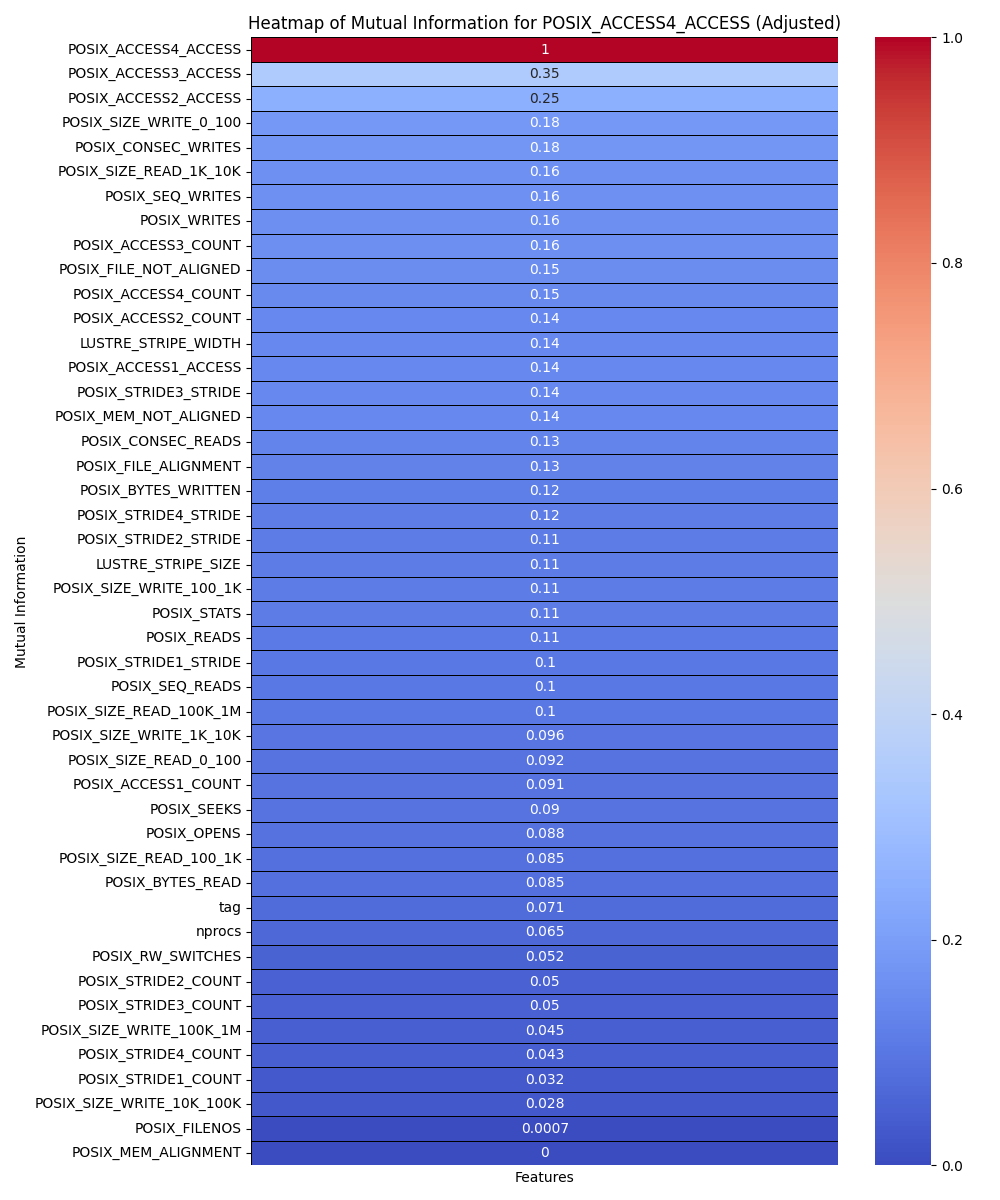 Heatmap of Mutual Information for POSIX_ACCESS4_ACCESS (Adjusted)
POSIX_ACCESS4_ACCESS 1
POSIX_ACCESS3_ACCESS 0.35
POSIX_ACCESS2_ACCESS 0.25
POSIX_SIZE_WRITE_0_100 0.18
POSIX_CONSEC_WRITES 0.18
POSIX_SIZE_READ_1K_10K 0.16
POSIX_SEQ_WRITES 0.16
POSIX_WRITES 0.16
POSIX_ACCESS3_COUNT 0.16
POSIX_FILE_NOT_ALIGNED 0.15
POSIX_ACCESS4_COUNT 0.15
POSIX_ACCESS2_COUNT 0.14
LUSTRE_STRIPE_WIDTH 0.14
POSIX_ACCESS1_ACCESS 0.14
POSIX_STRIDE3_STRIDE 0.14
POSIX_MEM_NOT_ALIGNED 0.14
POSIX_CONSEC_READS 0.13
POSIX_FILE_ALIGNMENT 0.13
POSIX_BYTES_WRITTEN 0.12
POSIX_STRIDE4_STRIDE 0.12
POSIX_STRIDE2_STRIDE 0.11
LUSTRE_STRIPE_SIZE 0.11
POSIX_SIZE_WRITE_100_1K 0.11
POSIX_STATS 0.11
POSIX_READS 0.11
POSIX_STRIDE1_STRIDE 0.1
POSIX_SEQ_READS 0.1
POSIX_SIZE_READ_100K_1M 0.1
POSIX_SIZE_WRITE_1K_10K 0.096
POSIX_SIZE_READ_0_100 0.092
POSIX_ACCESS1_COUNT 0.091
POSIX_SEEKS 0.09
POSIX_OPENS 0.088
POSIX_SIZE_READ_100_1K 0.085
POSIX_BYTES_READ 0.085
tag 0.071
nprocs 0.065
POSIX_RW_SWITCHES 0.052
POSIX_STRIDE2_COUNT 0.05
POSIX_STRIDE3_COUNT 0.05
POSIX_SIZE_WRITE_100K_1M 0.045
POSIX_STRIDE4_COUNT 0.043
POSIX_STRIDE1_COUNT 0.032
POSIX_SIZE_WRITE_10K_100K 0.028
POSIX_FILENOS 0.0007
POSIX_MEM_ALIGNMENT 0
Mutual Information
Features
1.0
0.8
0.6
0.4
0.2
0.0